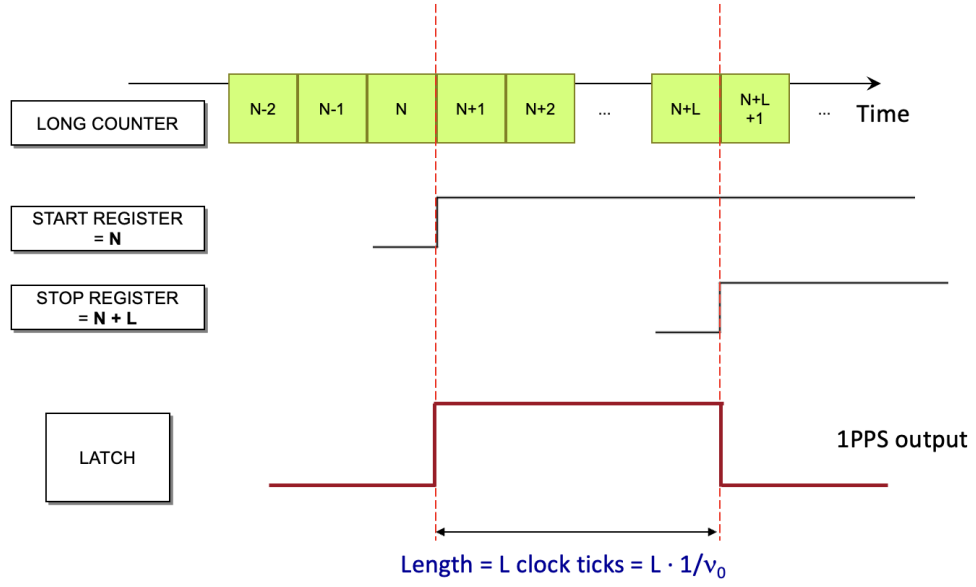 LONG COUNTER
N-2
N-1
N
N+1
N+2
...
N+L
N+L
+1
...
Time
START REGISTER
= N
STOP REGISTER
= N + L
LATCH
1PPS output
Length = L clock ticks = L · 1/ν₀